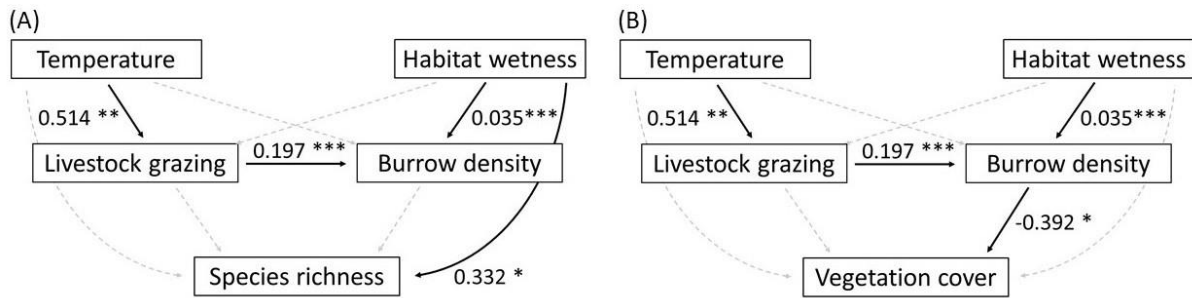 (A)
Temperature
Habitat wetness
0.514 **
0.035***
Livestock grazing
0.197 ***
Burrow density
Species richness
0.332 *
(B)
Temperature
Habitat wetness
0.514 **
0.035***
Livestock grazing
0.197 ***
Burrow density
-0.392 *
Vegetation cover